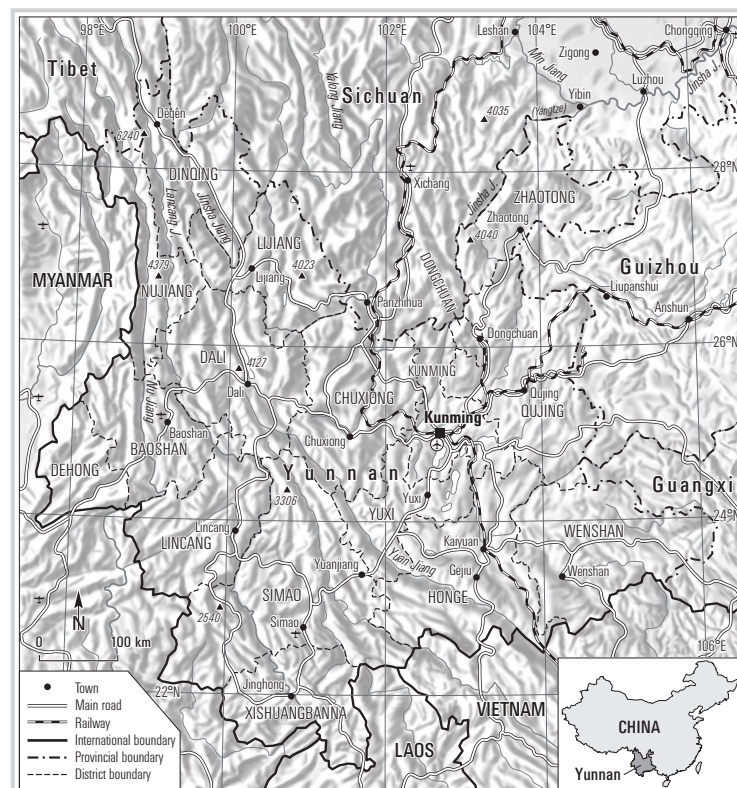 98°E
100°E
102°E
104°E
Leshan
Chongqing
Tibet
Yalong Jiang
Sichuan
Min Jiang
Zigong
Luzhou
Jinsha J.
Yibin
(Yangtze)
4035
Dêqên
6240
DINQING
Lancang J.
Jinsha Jiang
Xichang
28°N
Jinsha J.
ZHAOTONG
Zhaotong
4040
LIJIANG
Lijiang
4023
MYANMAR
4379
NUJIANG
DONGCHUAN
Guizhou
Liupanshui
Panzhihua
Anshun
Dongchuan
26°N
DALI
4127
Dali
KUNMING
CHUXIONG
Qujing
QUJING
Nu Jiang
Kunming
Baoshan
BAOSHAN
Chuxiong
DEHONG
Yunnan
Guangxi
3306
Yuxi
YUXI
24°N
Lincang
LINCANG
Kaiyuan
WENSHAN
Yuan Jiang
Yuanjiang
Gejiu
Wenshan
HONGE
SIMAO
Simao
2540
N
0 100 km
106°E
Jinghong
22°N
XISHUANGBANNA
VIETNAM
LAOS
Town
Main road
Railway
International boundary
Provincial boundary
District boundary
CHINA
Yunnan